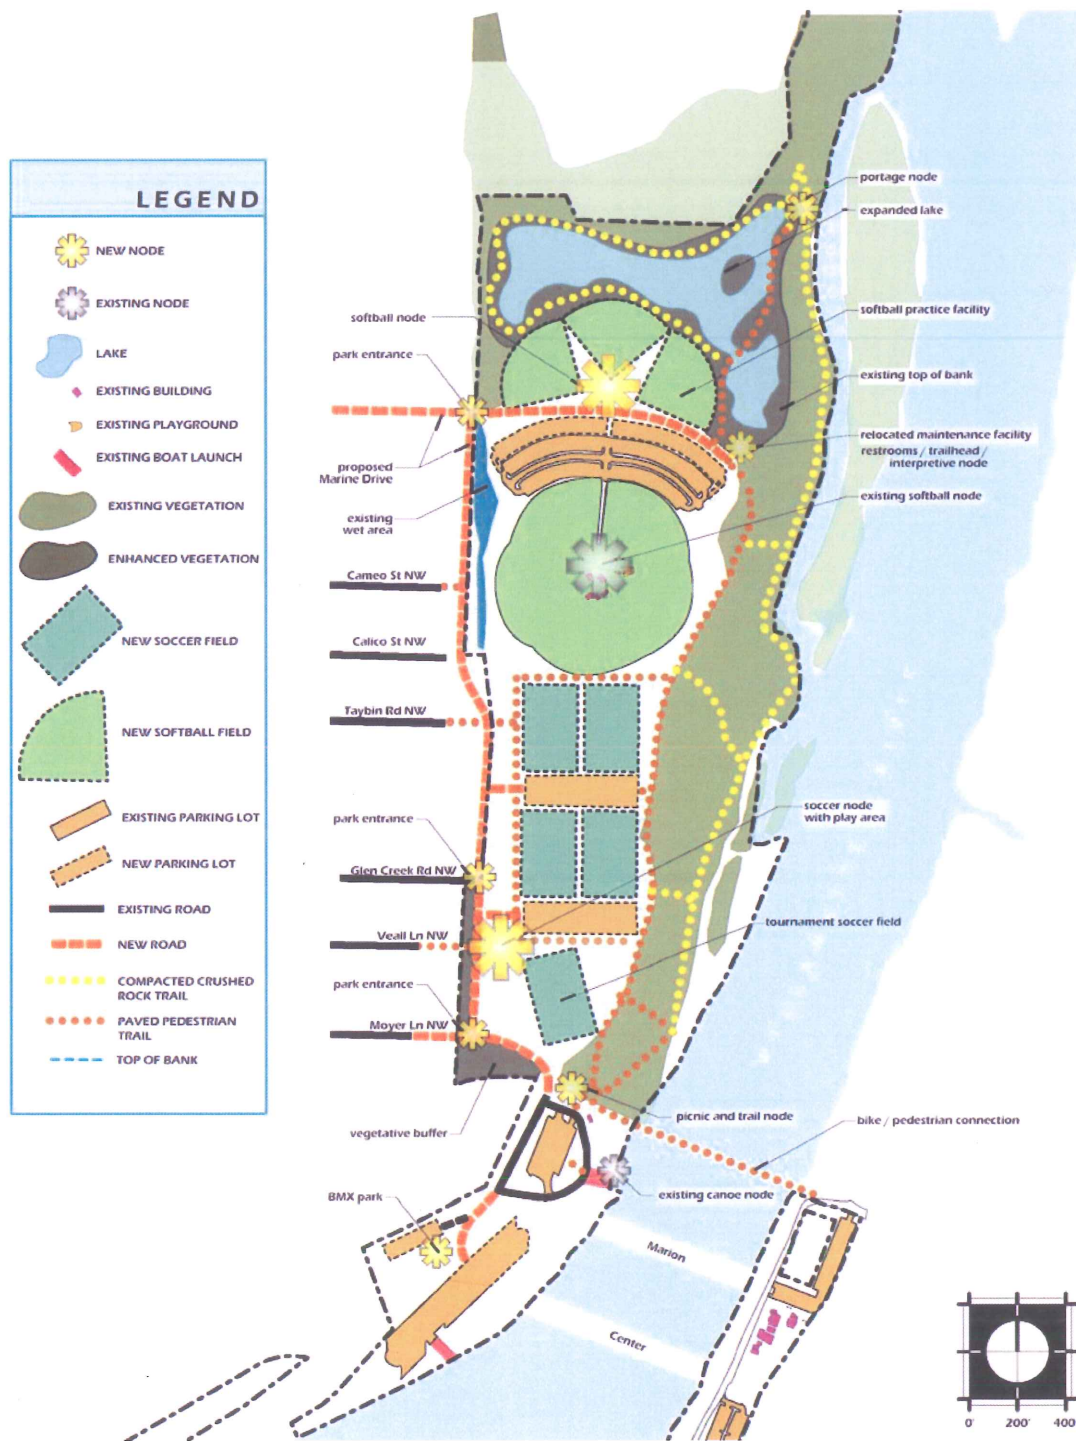 LEGEND
NEW NODE
EXISTING NODE
LAKE
EXISTING BUILDING
EXISTING PLAYGROUND
EXISTING BOAT LAUNCH
EXISTING VEGETATION
ENHANCED VEGETATION
NEW SOCCER FIELD
NEW SOFTBALL FIELD
EXISTING PARKING LOT
NEW PARKING LOT
EXISTING ROAD
NEW ROAD
COMPACTED CRUSHED
ROCK TRAIL
PAVED PEDESTRIAN
TRAIL
TOP OF BANK
softball node
park entrance
proposed
Marine Drive
existing
wet area
Cameo St NW
Calico St NW
Taybin Rd NW
park entrance
Glen Creek Rd NW
Veall Ln NW
park entrance
Moyer Ln NW
vegetative buffer
BMX park
portage node
expanded lake
softball practice facility
existing top of bank
relocated maintenance facility
restrooms / trailhead /
interpretive node
existing softball node
soccer node
with play area
tournament soccer field
picnic and trail node
bike / pedestrian connection
existing canoe node
Marion
Center
0' 200' 400'